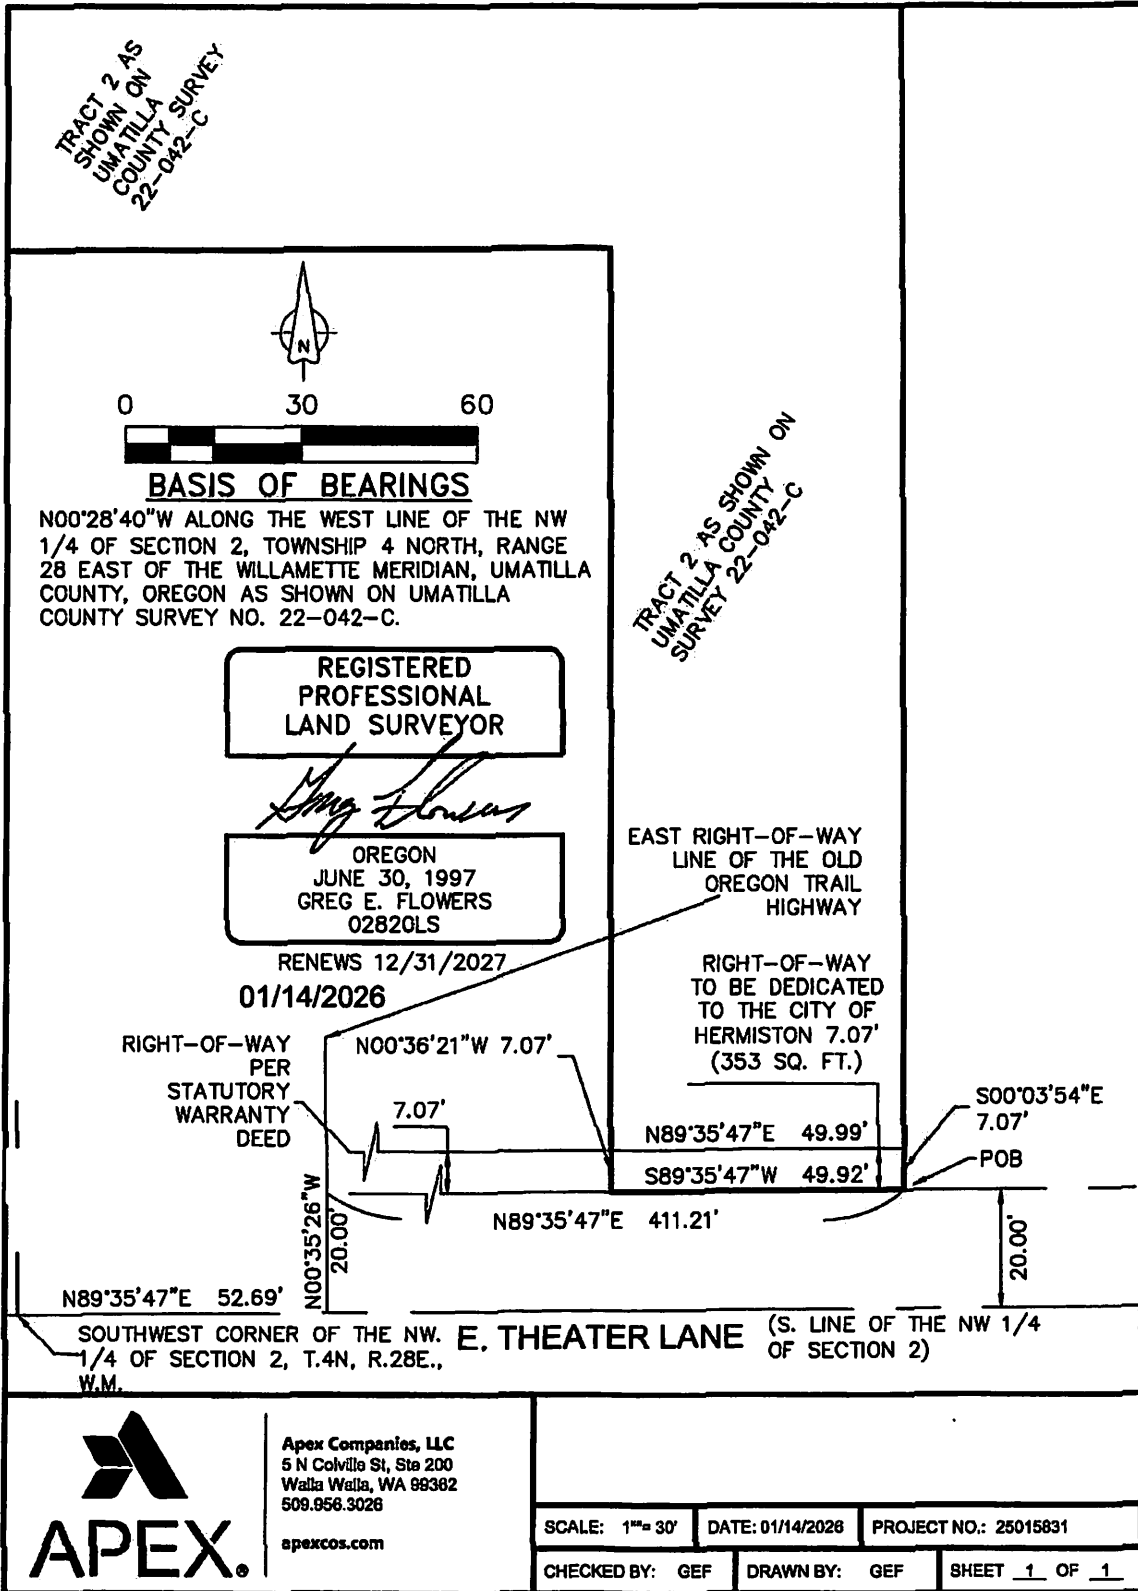 TRACT 2 AS
SHOWN ON
UMATILLA
COUNTY SURVEY
22-042-C
N
0 30 60
BASIS OF BEARINGS
N00°28'40"W ALONG THE WEST LINE OF THE NW
1/4 OF SECTION 2, TOWNSHIP 4 NORTH, RANGE
28 EAST OF THE WILLAMETTE MERIDIAN, UMATILLA
COUNTY, OREGON AS SHOWN ON UMATILLA
COUNTY SURVEY NO. 22-042-C.
TRACT 2 AS SHOWN ON
UMATILLA COUNTY
SURVEY 22-042-C
REGISTERED
PROFESSIONAL
LAND SURVEYOR
OREGON
JUNE 30, 1997
GREG E. FLOWERS
02820LS
RENEWS 12/31/2027
01/14/2026
EAST RIGHT-OF-WAY
LINE OF THE OLD
OREGON TRAIL
HIGHWAY
RIGHT-OF-WAY
TO BE DEDICATED
TO THE CITY OF
HERMISTON 7.07'
(353 SQ. FT.)
RIGHT-OF-WAY
PER
STATUTORY
WARRANTY
DEED
N00°36'21"W 7.07'
7.07'
S00°03'54"E
7.07'
POB
N89°35'47"E 49.99'
S89°35'47"W 49.92'
N89°35'47"E 411.21'
N00°35'26"W
20.00'
20.00'
N89°35'47"E 52.69'
SOUTHWEST CORNER OF THE NW.
1/4 OF SECTION 2, T.4N, R.28E.,
W.M.
E. THEATER LANE
(S. LINE OF THE NW 1/4
OF SECTION 2)
APEX.
Apex Companies, LLC
5 N Colville St, Ste 200
Walla Walla, WA 99362
509.956.3026
apexcos.com
SCALE: 1""= 30'
DATE: 01/14/2026
PROJECT NO.: 25015831
CHECKED BY: GEF
DRAWN BY: GEF
SHEET 1 OF 1